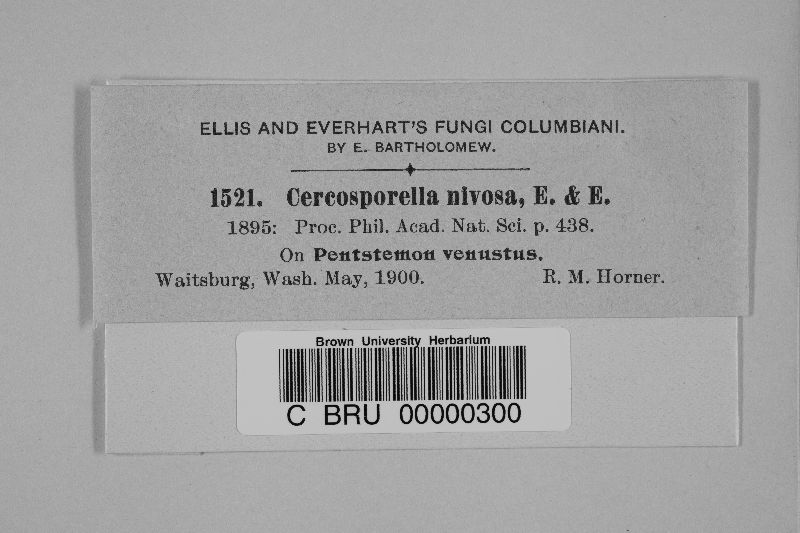 ELLIS AND EVERHART'S FUNGI COLUMBIANI.
BY E. BARTHOLOMEW.
1521. Cercosporella nivosa, E. & E.
1895: Proc. Phil. Acad. Nat. Sci. p. 438.
On Pentstemon venustus.
Waitsburg, Wash. May, 1900. R. M. Horner.
Brown University Herbarium
C BRU 00000300